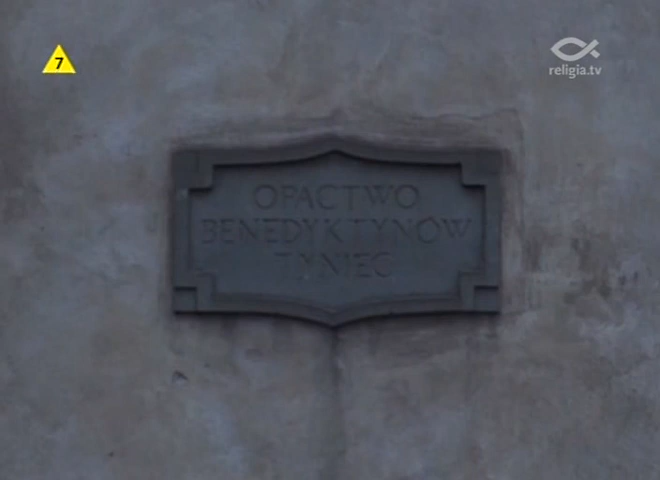 7
religia.tv
OPACTWO
BENEDYKTYNÓW
TYNIEC